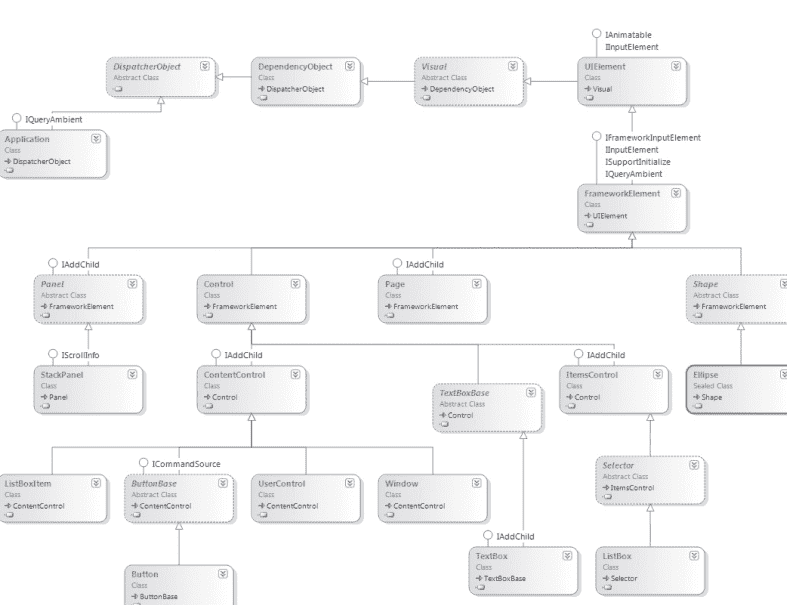 IAnimatable
IInputElement
DispatcherObject
Abstract Class
DependencyObject
Class
DispatcherObject
Visual
Abstract Class
DependencyObject
UIElement
Class
Visual
IQueryAmbient
Application
Class
DispatcherObject
IFrameworkInputElement
IInputElement
ISupportInitialize
IQueryAmbient
FrameworkElement
Class
UIElement
IAddChild
Panel
Abstract Class
FrameworkElement
Control
Class
FrameworkElement
IAddChild
Page
Class
FrameworkElement
Shape
Abstract Class
FrameworkElement
IScrollInfo
StackPanel
Class
Panel
IAddChild
ContentControl
Class
Control
TextBoxBase
Abstract Class
Control
IAddChild
ItemsControl
Class
Control
Ellipse
Sealed Class
Shape
Selector
Abstract Class
ItemsControl
ListBoxItem
Class
ContentControl
ICommandSource
ButtonBase
Abstract Class
ContentControl
UserControl
Class
ContentControl
Window
Class
ContentControl
IAddChild
TextBox
Class
TextBoxBase
ListBox
Class
Selector
Button
Class
ButtonBase